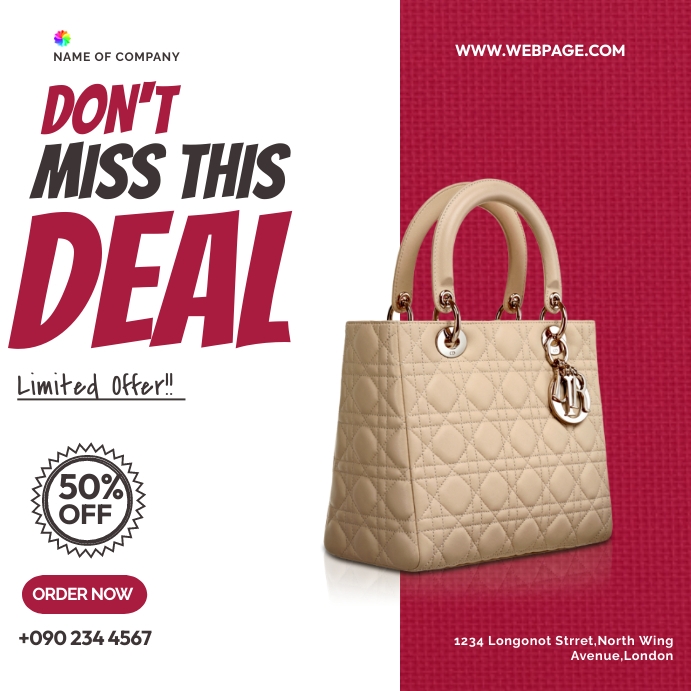 NAME OF COMPANY
WWW.WEBPAGE.COM
DON'T
MISS THIS
DEAL
Limited Offer!!
50%
OFF
ORDER NOW
+090 234 4567
1234 Longonot Strret,North Wing
Avenue,London